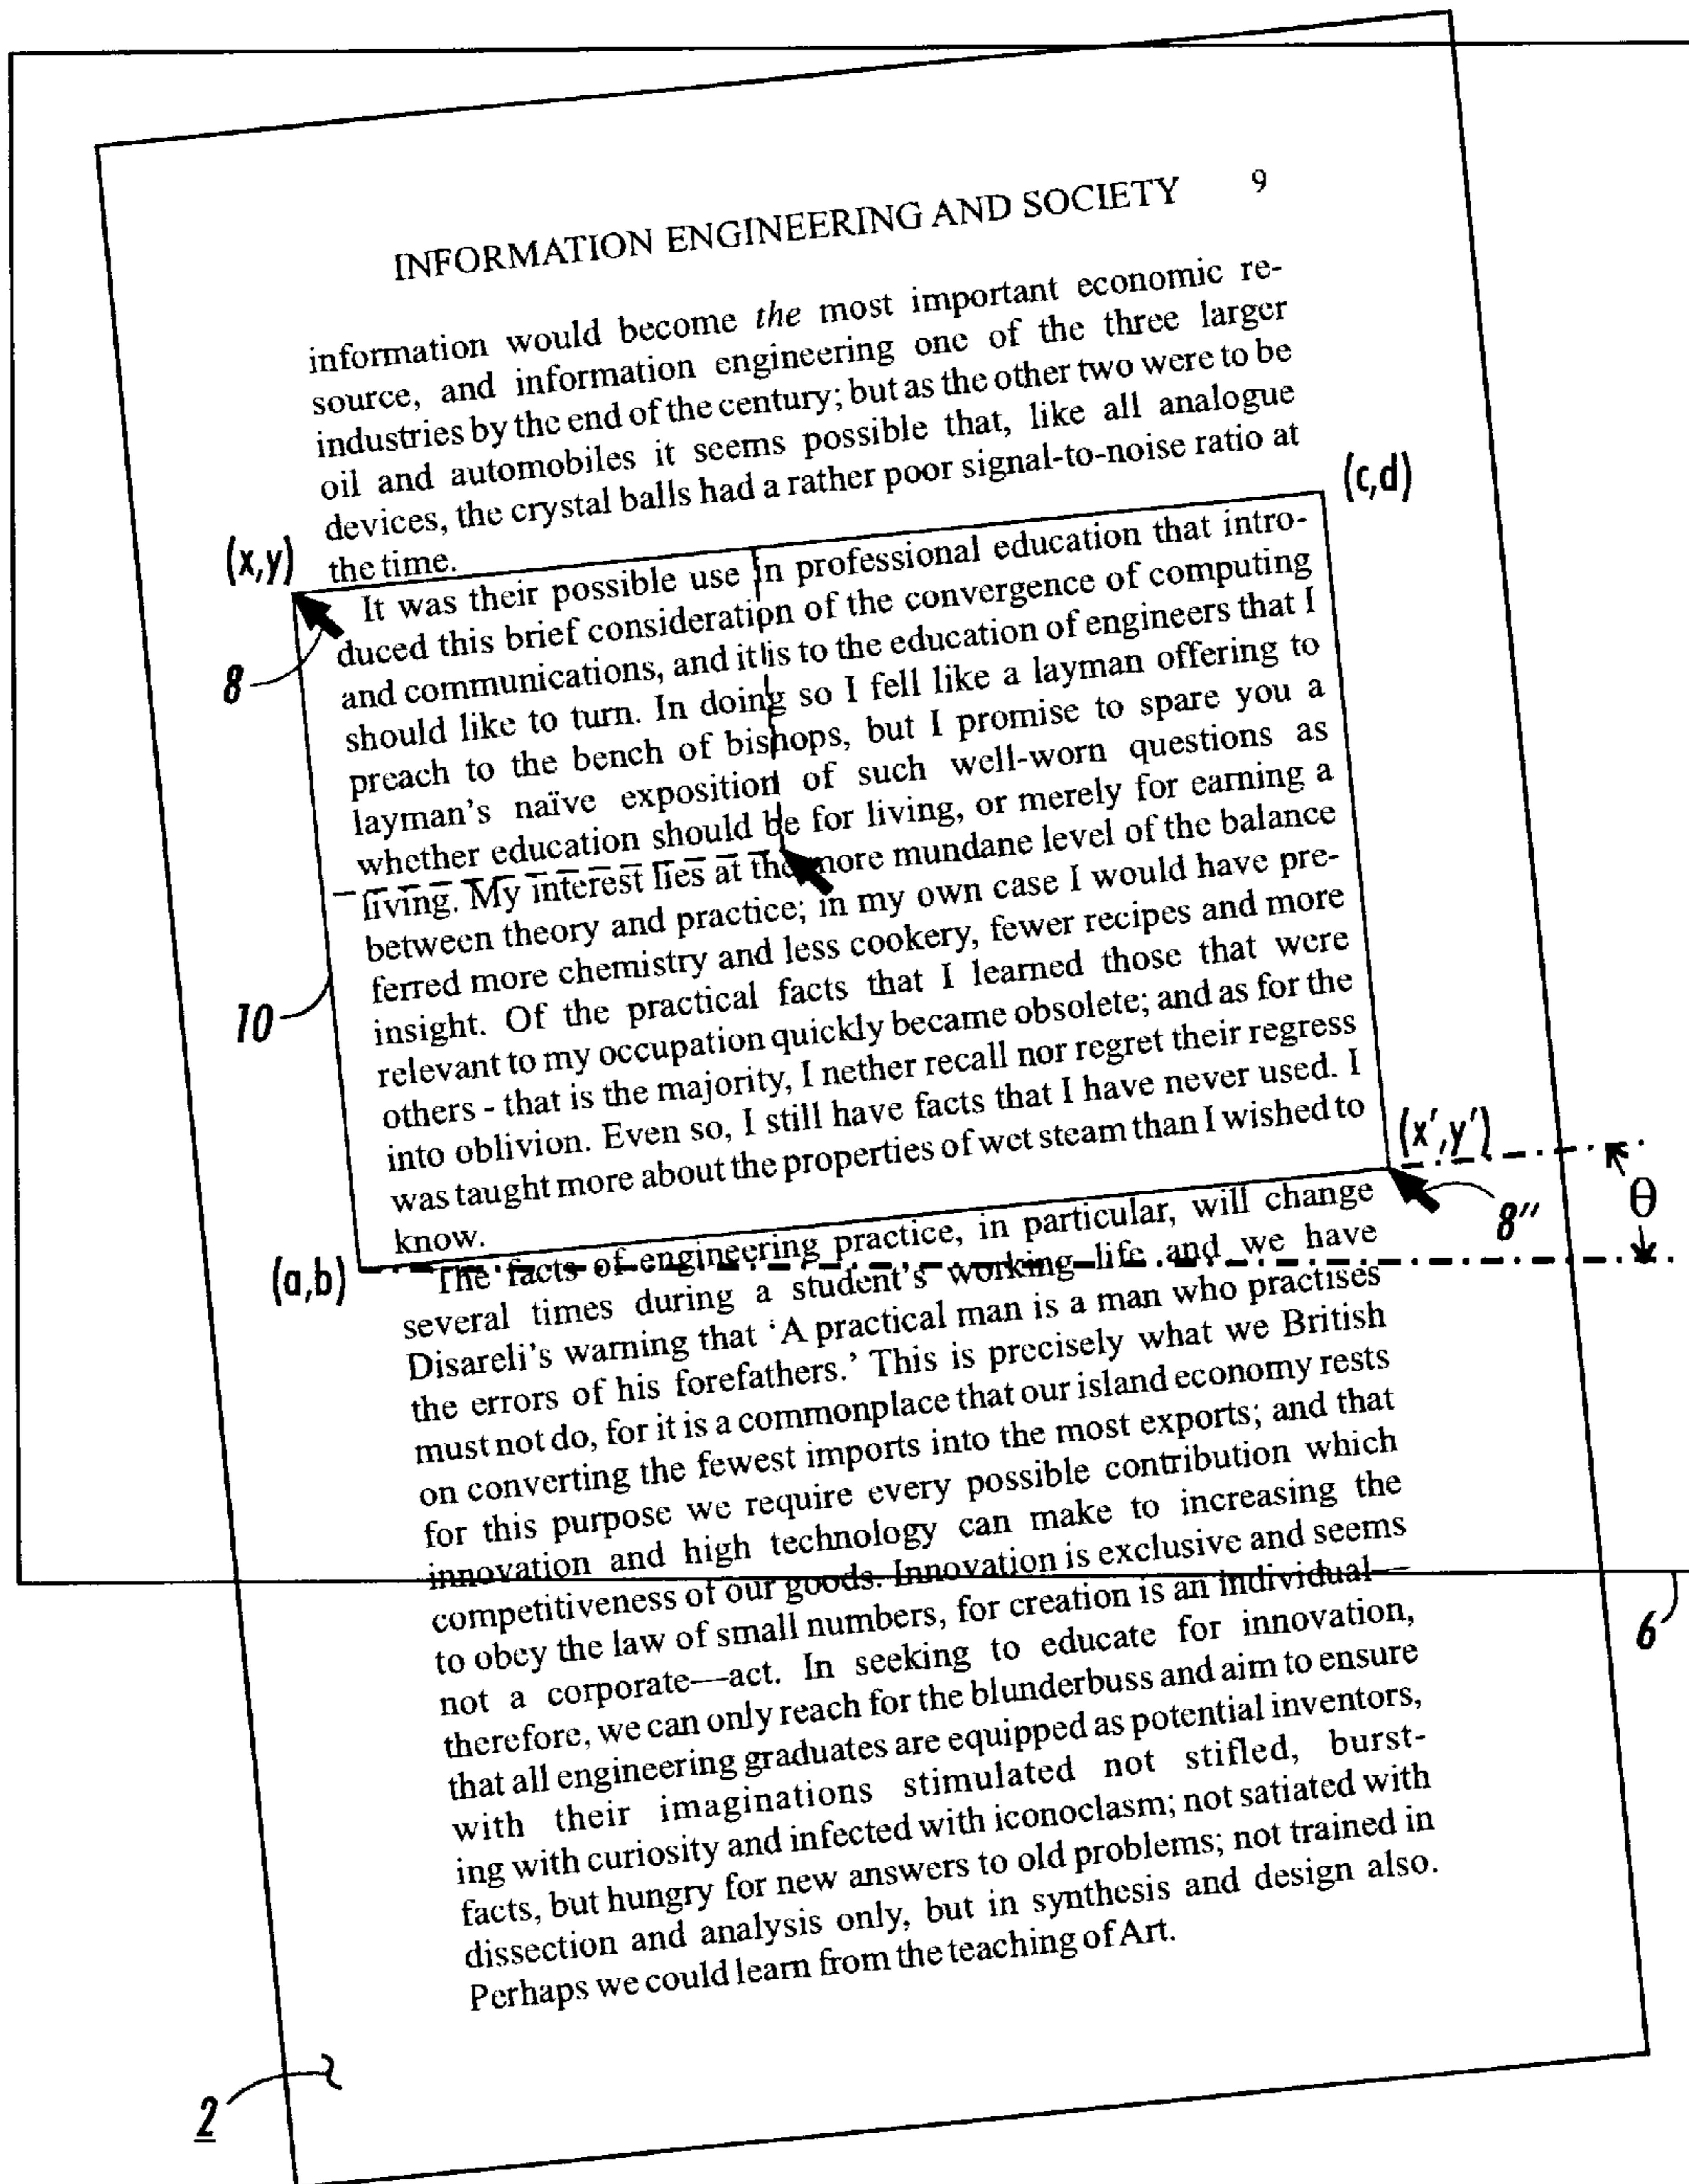 INFORMATION ENGINEERING AND SOCIETY 9
information would become the most important economic re-
source, and information engineering one of the three larger
industries by the end of the century; but as the other two were to be
oil and automobiles it seems possible that, like all analogue
devices, the crystal balls had a rather poor signal-to-noise ratio at
the time.
(c,d)
(x,y)
It was their possible use in professional education that intro-
duced this brief consideration of the convergence of computing
and communications, and it is to the education of engineers that I
should like to turn. In doing so I fell like a layman offering to
preach to the bench of bishops, but I promise to spare you a
layman's naïve exposition of such well-worn questions as
whether education should be for living, or merely for earning a
living. My interest lies at the more mundane level of the balance
between theory and practice; in my own case I would have pre-
ferred more chemistry and less cookery, fewer recipes and more
insight. Of the practical facts that I learned those that were
relevant to my occupation quickly became obsolete; and as for the
others - that is the majority, I nether recall nor regret their regress
into oblivion. Even so, I still have facts that I have never used. I
was taught more about the properties of wet steam than I wished to
know.
8
10
(x',y')
8"
θ
(a,b)
The facts of engineering practice, in particular, will change
several times during a student's working life and we have
Disareli's warning that 'A practical man is a man who practises
the errors of his forefathers.' This is precisely what we British
must not do, for it is a commonplace that our island economy rests
on converting the fewest imports into the most exports; and that
for this purpose we require every possible contribution which
innovation and high technology can make to increasing the
competitiveness of our goods. Innovation is exclusive and seems
to obey the law of small numbers, for creation is an individual—
not a corporate—act. In seeking to educate for innovation,
therefore, we can only reach for the blunderbuss and aim to ensure
that all engineering graduates are equipped as potential inventors,
with their imaginations stimulated not stifled, burst-
ing with curiosity and infected with iconoclasm; not satiated with
facts, but hungry for new answers to old problems; not trained in
dissection and analysis only, but in synthesis and design also.
Perhaps we could learn from the teaching of Art.
6
2